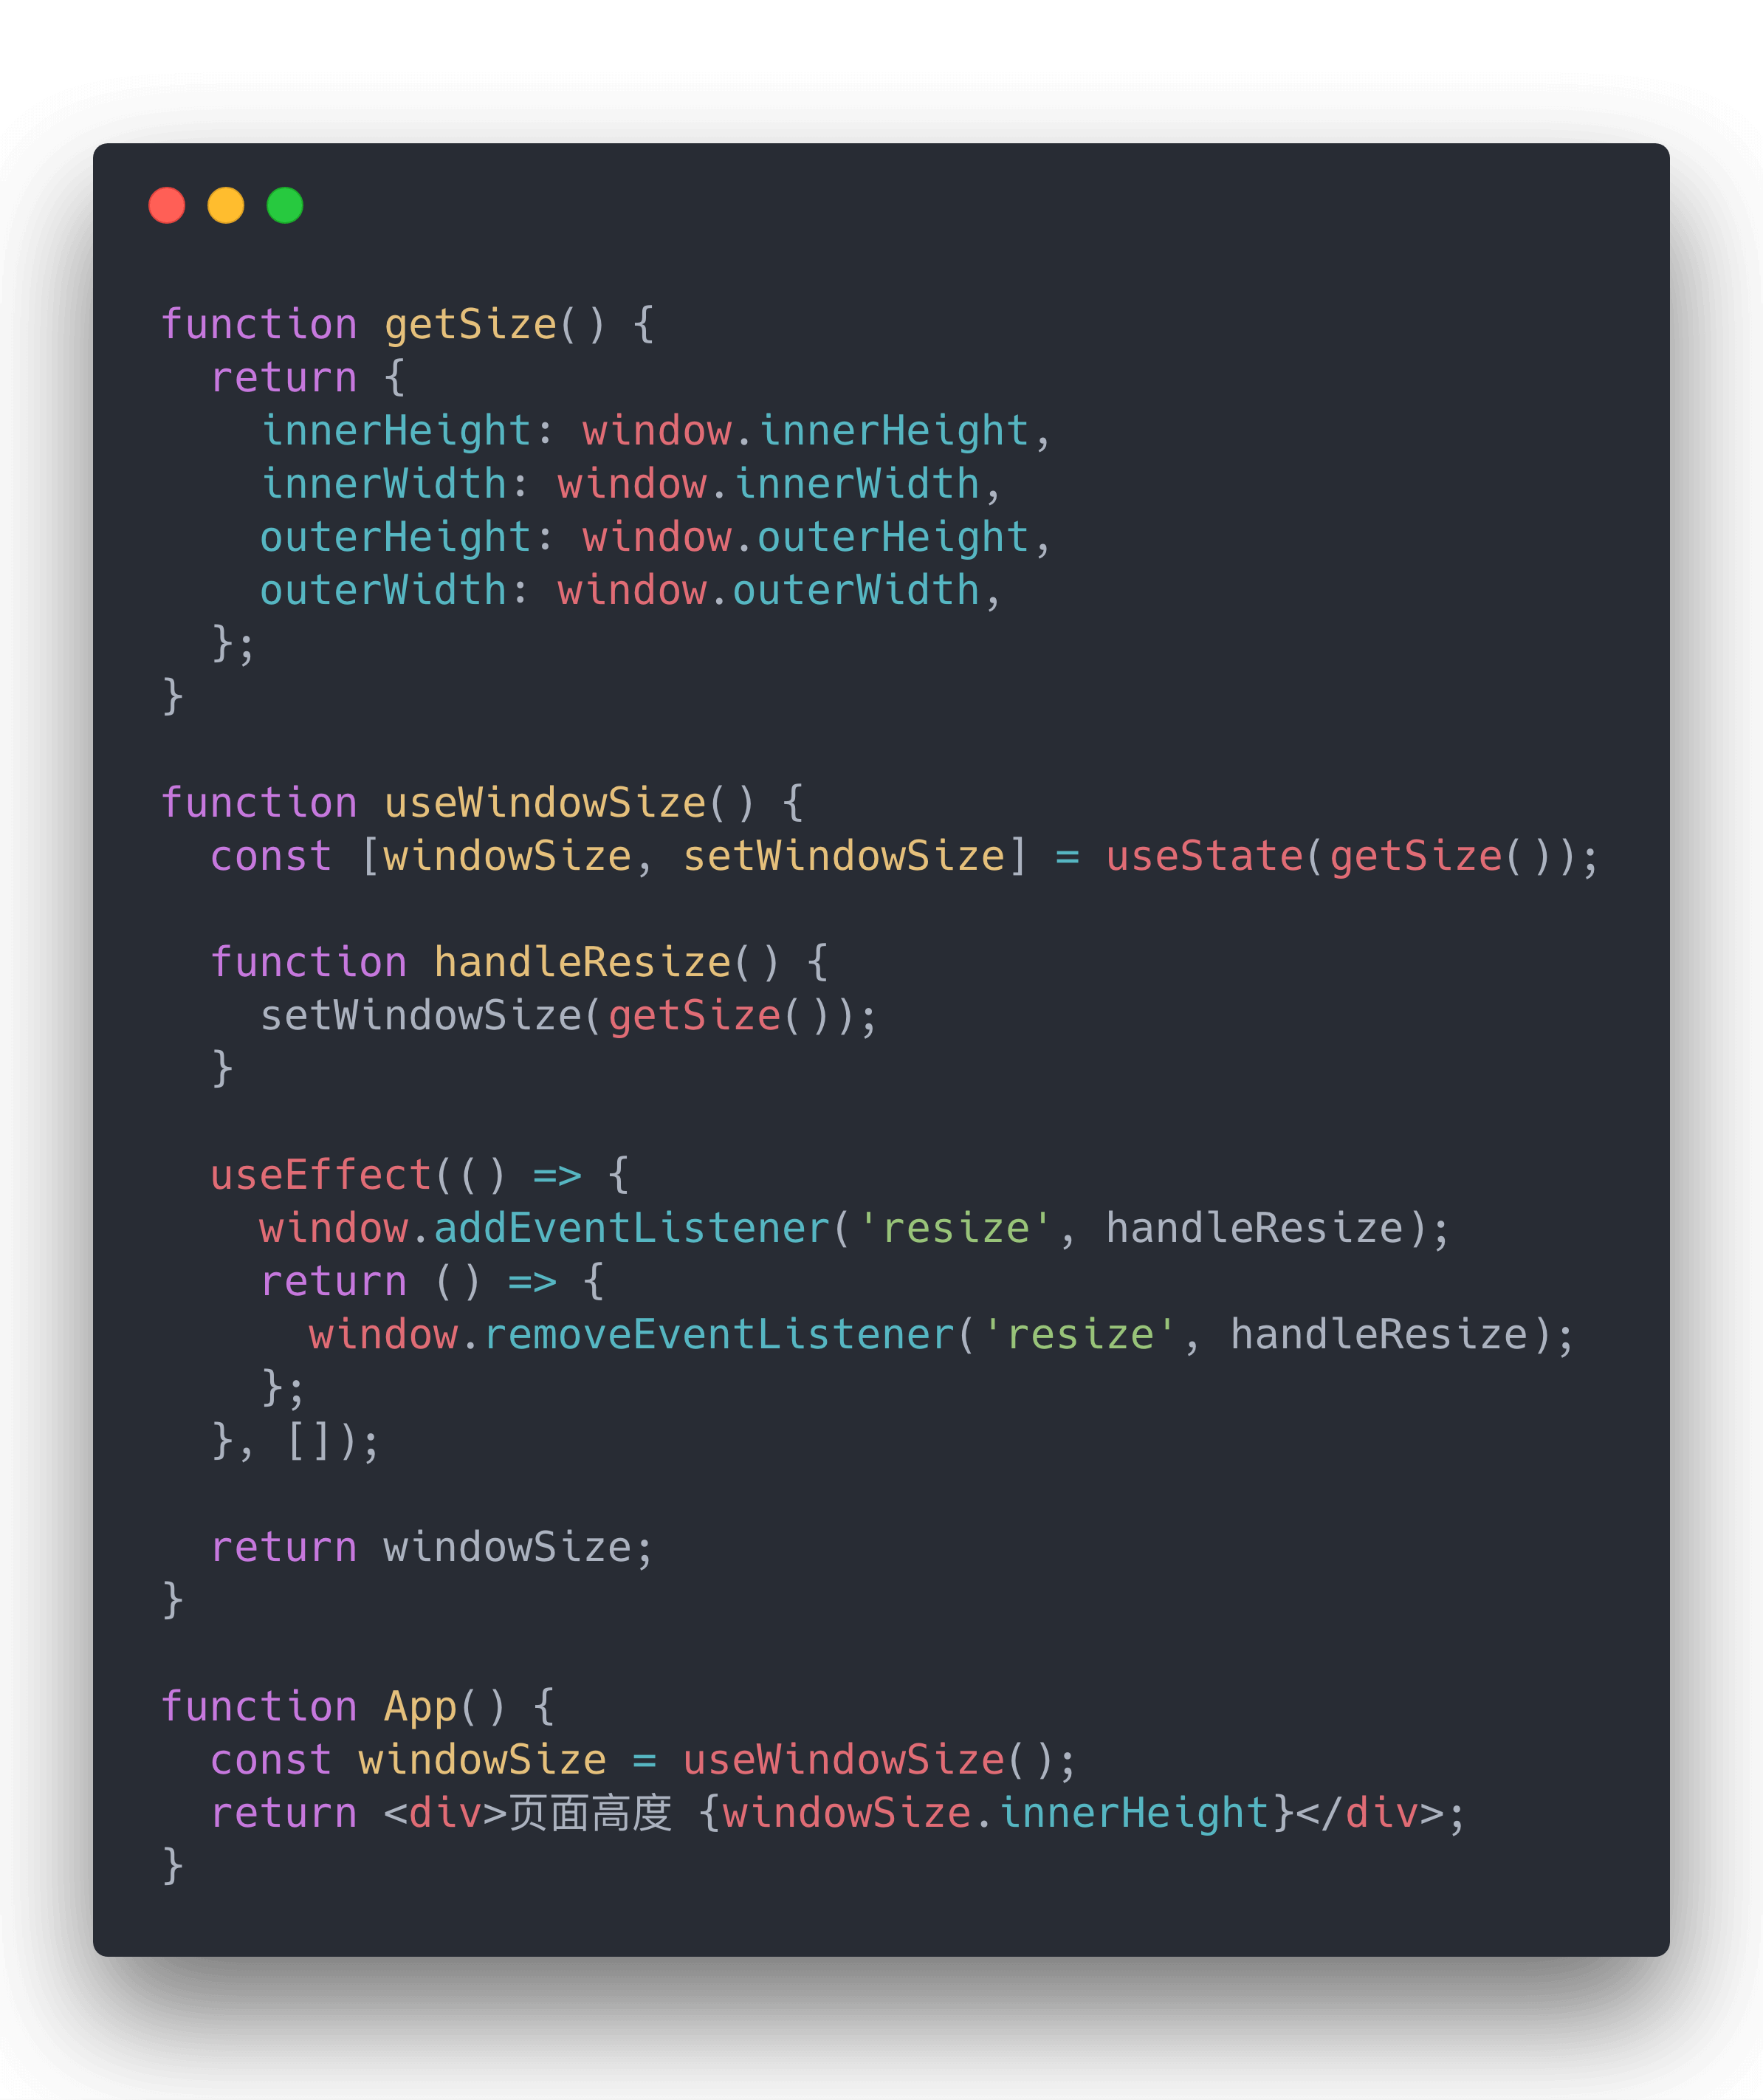 function getSize() {
  return {
    innerHeight: window.innerHeight,
    innerWidth: window.innerWidth,
    outerHeight: window.outerHeight,
    outerWidth: window.outerWidth,
  };
}

function useWindowSize() {
  const [windowSize, setWindowSize] = useState(getSize());

  function handleResize() {
    setWindowSize(getSize());
  }

  useEffect(() => {
    window.addEventListener('resize', handleResize);
    return () => {
      window.removeEventListener('resize', handleResize);
    };
  }, []);

  return windowSize;
}

function App() {
  const windowSize = useWindowSize();
  return <div>页面高度 {windowSize.innerHeight}</div>;
}